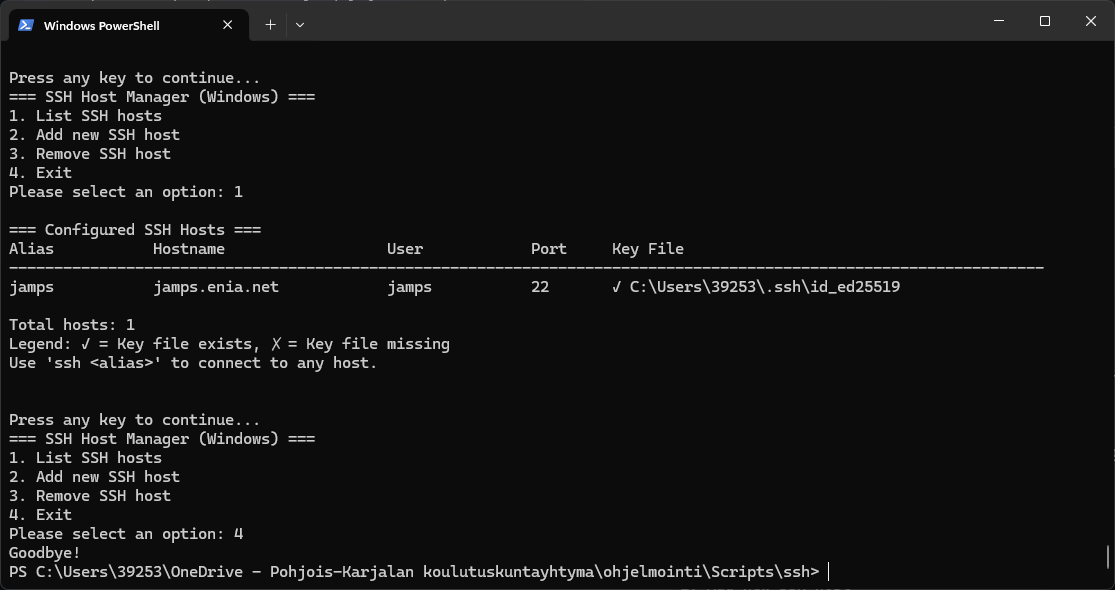 Windows PowerShell
Press any key to continue...
=== SSH Host Manager (Windows) ===
1. List SSH hosts
2. Add new SSH host
3. Remove SSH host
4. Exit
Please select an option: 1
=== Configured SSH Hosts ===
Alias Hostname User Port Key File
-------------------------------------------------------------------------------------------------------------------
jamps jamps.enia.net jamps 22 ✓ C:\Users\39253\.ssh\id_ed25519
Total hosts: 1
Legend: ✓ = Key file exists, ✗ = Key file missing
Use 'ssh <alias>' to connect to any host.
Press any key to continue...
=== SSH Host Manager (Windows) ===
1. List SSH hosts
2. Add new SSH host
3. Remove SSH host
4. Exit
Please select an option: 4
Goodbye!
PS C:\Users\39253\OneDrive - Pohjois-Karjalan koulutuskuntayhtyma\ohjelmointi\Scripts\ssh>